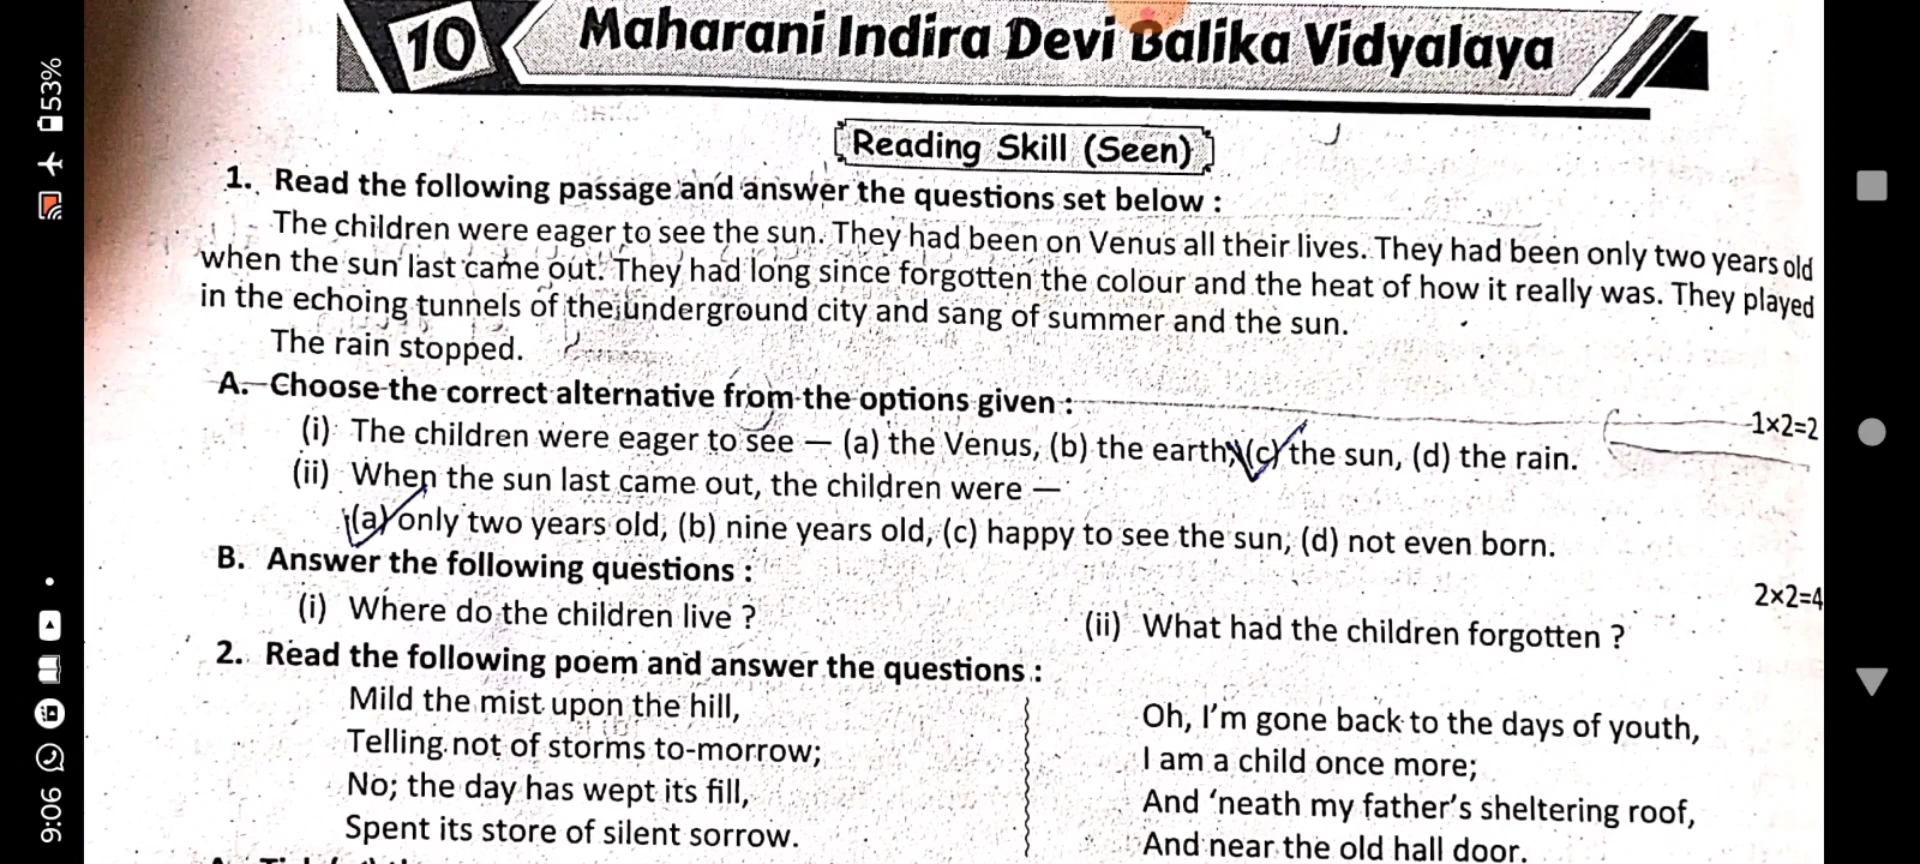 10 Maharani Indira Devi Balika Vidyalaya
Reading Skill (Seen)
1. Read the following passage and answer the questions set below :
The children were eager to see the sun. They had been on Venus all their lives. They had been only two years old
when the sun last came out. They had long since forgotten the colour and the heat of how it really was. They played
in the echoing tunnels of the underground city and sang of summer and the sun.
The rain stopped.
A. Choose the correct alternative from the options given :
1×2=2
(i) The children were eager to see — (a) the Venus, (b) the earth, (c) the sun, (d) the rain.
(ii) When the sun last came out, the children were —
(a) only two years old, (b) nine years old, (c) happy to see the sun, (d) not even born.
B. Answer the following questions :
2×2=4
(i) Where do the children live ? (ii) What had the children forgotten ?
2. Read the following poem and answer the questions :
Mild the mist upon the hill,
Telling not of storms to-morrow;
No; the day has wept its fill,
Spent its store of silent sorrow.
Oh, I'm gone back to the days of youth,
I am a child once more;
And 'neath my father's sheltering roof,
And near the old hall door.
53%
9:06